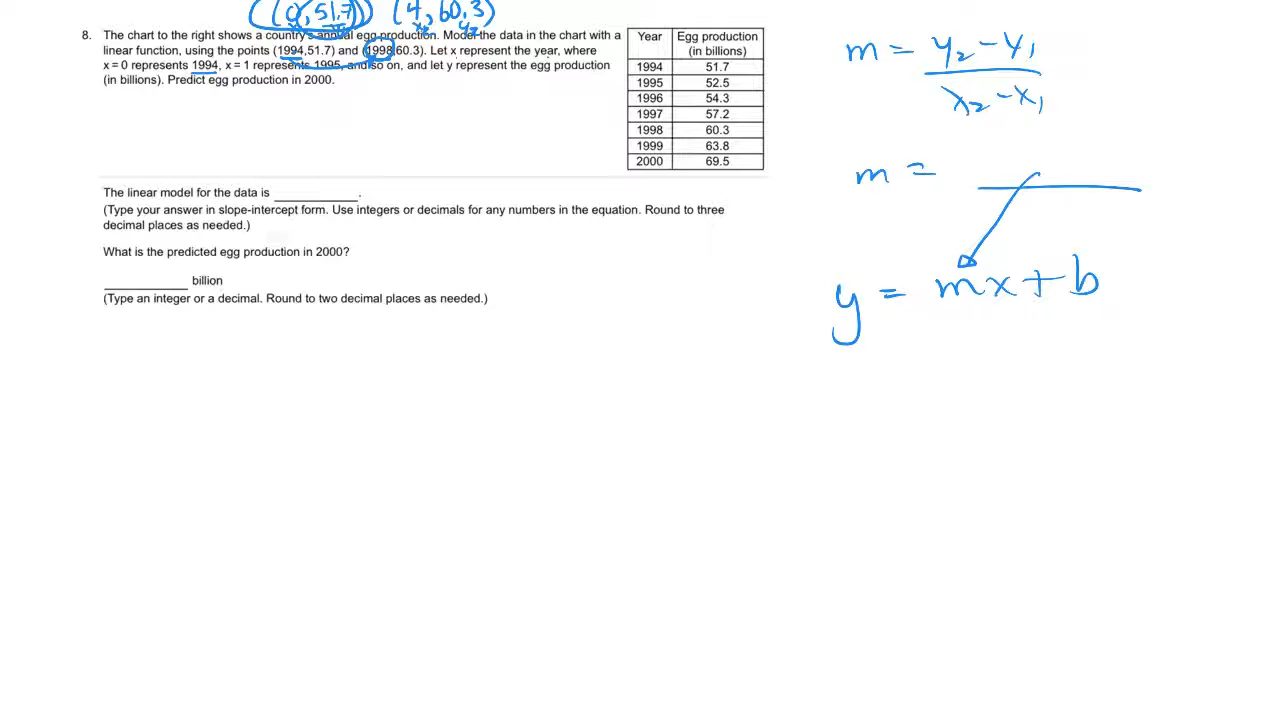 (0, 51.7) (4, 60.3)
x₁ y₁ x₂ y₂
8. The chart to the right shows a country's annual egg production. Model the data in the chart with a
linear function, using the points (1994,51.7) and (1998,60.3). Let x represent the year, where
x = 0 represents 1994, x = 1 represents 1995, and so on, and let y represent the egg production
(in billions). Predict egg production in 2000.
Year Egg production
(in billions)
1994 51.7
1995 52.5
1996 54.3
1997 57.2
1998 60.3
1999 63.8
2000 69.5
The linear model for the data is ____________.
(Type your answer in slope-intercept form. Use integers or decimals for any numbers in the equation. Round to three
decimal places as needed.)
What is the predicted egg production in 2000?
____________ billion
(Type an integer or a decimal. Round to two decimal places as needed.)
m = y₂ - y₁
x₂ - x₁
m =
y = mx + b